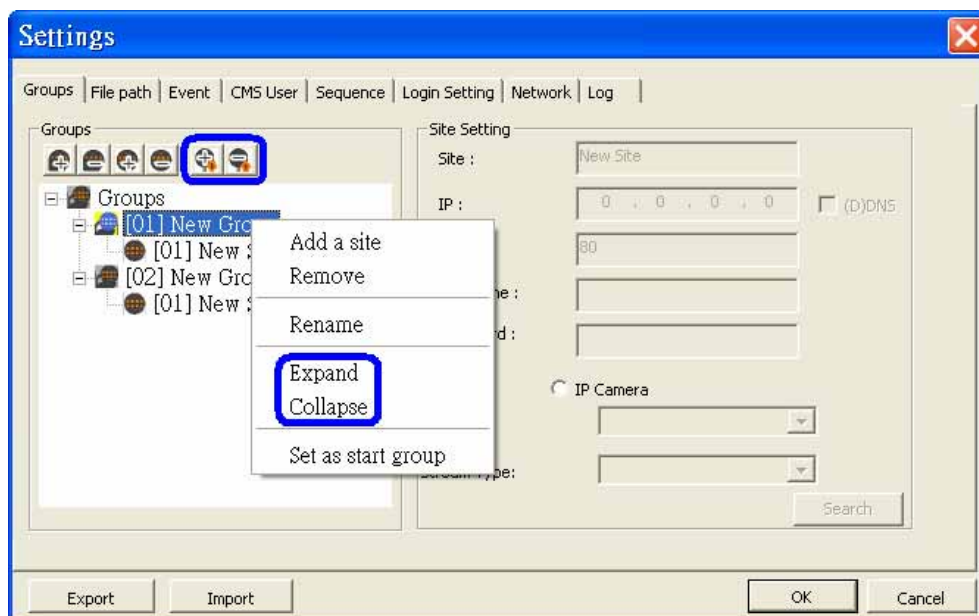 Settings
Groups File path Event CMS User Sequence Login Setting Network Log
Groups
Groups
[01] New Gro
[01] New
[02] New Gro
[01] New
Add a site
Remove
Rename
Expand
Collapse
Set as start group
Site Setting
Site :
New Site
IP :
0 . 0 . 0 . 0
(D)DNS
80
IP Camera
Search
Export
Import
OK
Cancel